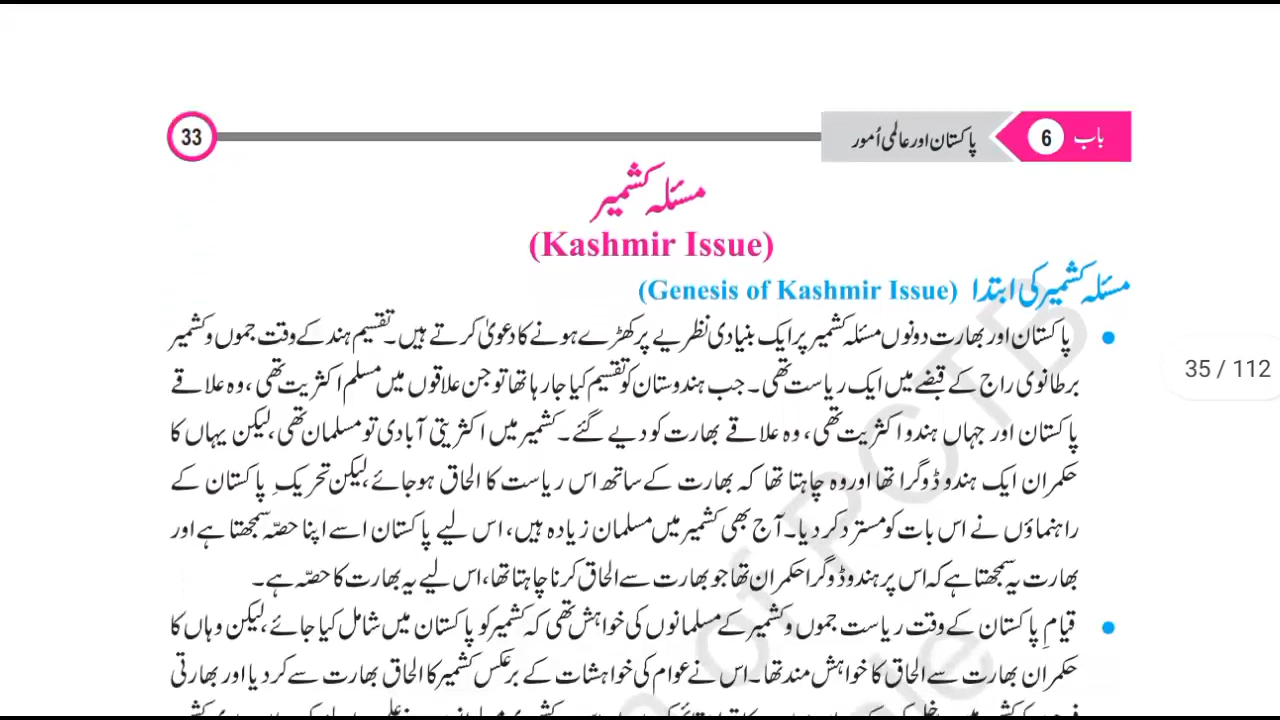 باب 6 پاکستان اور عالمی اُمور 33
مسئلہ کشمیر
(Kashmir Issue)
مسئلہ کشمیر کی ابتدا (Genesis of Kashmir Issue)
• پاکستان اور بھارت دونوں مسئلہ کشمیر پر ایک بنیادی نظریے پر کھڑے ہونے کا دعویٰ کرتے ہیں۔ تقسیم ہند کے وقت جموں و کشمیر
برطانوی راج کے قبضے میں ایک ریاست تھی۔ جب ہندوستان کو تقسیم کیا جا رہا تھا تو جن علاقوں میں مسلم اکثریت تھی، وہ علاقے
پاکستان اور جہاں ہندو اکثریت تھی، وہ علاقے بھارت کو دیے گئے۔ کشمیر میں اکثریتی آبادی تو مسلمان تھی، لیکن یہاں کا
حکمران ایک ہندو ڈوگرا تھا اور وہ چاہتا تھا کہ بھارت کے ساتھ اس ریاست کا الحاق ہو جائے، لیکن تحریکِ پاکستان کے
راہنماؤں نے اس بات کو مسترد کر دیا۔ آج بھی کشمیر میں مسلمان زیادہ ہیں، اس لیے پاکستان اسے اپنا حصّہ سمجھتا ہے اور
بھارت یہ سمجھتا ہے کہ اس پر ہندو ڈوگرا حکمران تھا جو بھارت سے الحاق کرنا چاہتا تھا، اس لیے یہ بھارت کا حصّہ ہے۔
• قیامِ پاکستان کے وقت ریاست جموں و کشمیر کے مسلمانوں کی خواہش تھی کہ کشمیر کو پاکستان میں شامل کیا جائے، لیکن وہاں کا
حکمران بھارت سے الحاق کا خواہش مند تھا۔ اس نے عوام کی خواہشات کے برعکس کشمیر کا الحاق بھارت سے کر دیا اور بھارتی
35 / 112
of PCTB